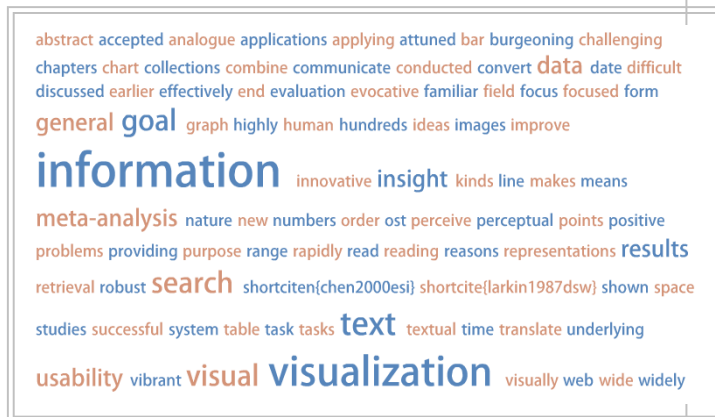 abstract accepted analogue applications applying attuned bar burgeoning challenging
chapters chart collections combine communicate conducted convert data date difficult
discussed earlier effectively end evaluation evocative familiar field focus focused form
general goal graph highly human hundreds ideas images improve
information innovative insight kinds line makes means
meta-analysis nature new numbers order ost perceive perceptual points positive
problems providing purpose range rapidly read reading reasons representations results
retrieval robust search shortciten{chen2000esi} shortcite{larkin1987dsw} shown space
studies successful system table task tasks text textual time translate underlying
usability vibrant visual visualization visually web wide widely